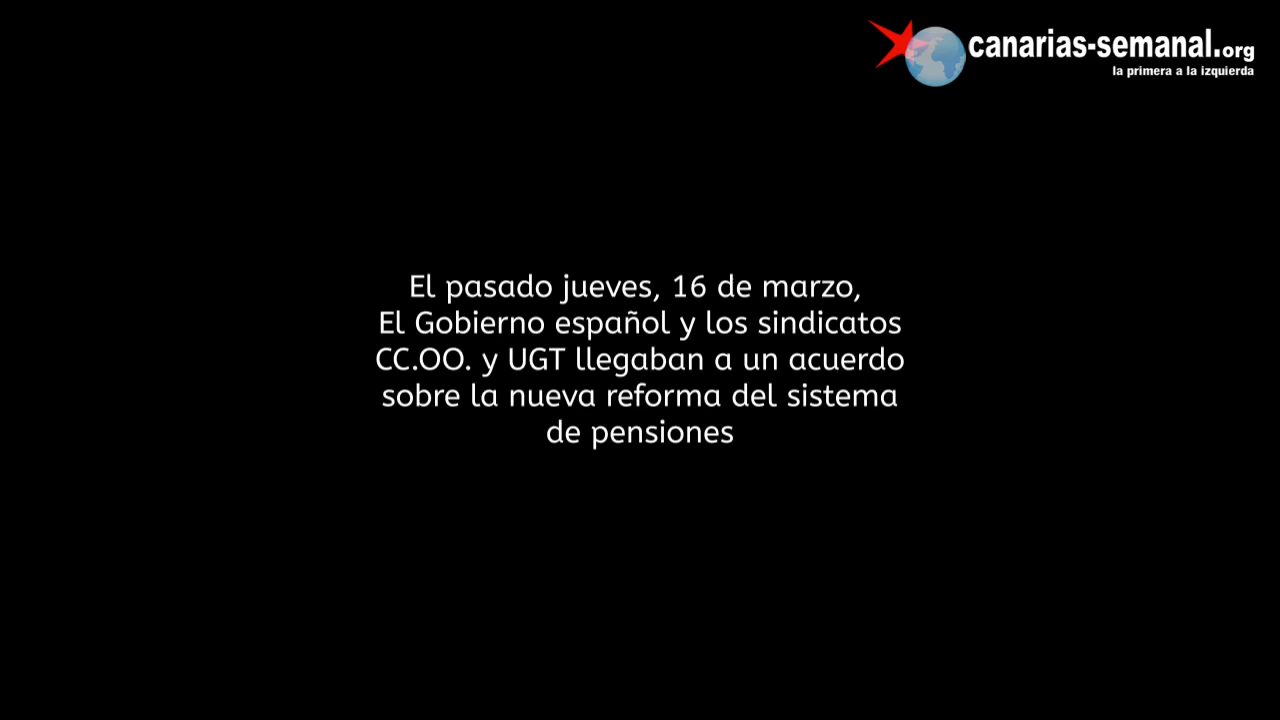 canarias-semanal.org
la primera a la izquierda
El pasado jueves, 16 de marzo,
El Gobierno español y los sindicatos
CC.OO. y UGT llegaban a un acuerdo
sobre la nueva reforma del sistema
de pensiones